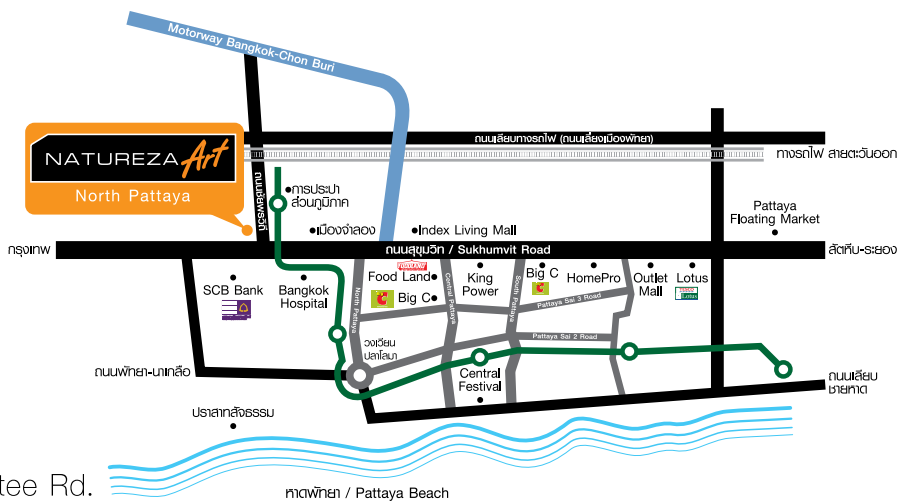 Motorway Bangkok-Chon Buri
ถนนเลียบทางรถไฟ (ถนนเลี่ยงเมืองพัทยา)
ทางรถไฟ สายตะวันออก
NATUREZA Art
North Pattaya
ถนนชัยพรวิถี
การประปา
ส่วนภูมิภาค
Pattaya
Floating Market
เมืองจำลอง
Index Living Mall
กรุงเทพ
ถนนสุขุมวิท / Sukhumvit Road
สัตหีบ-ระยอง
SCB Bank
Bangkok
Hospital
North Pattaya
FOODLAND
Food Land
Big C
Central Pattaya
King
Power
South Pattaya
Big C
HomePro
Outlet
Mall
Lotus
Lotus
Pattaya Sai 3 Road
Pattaya Sai 2 Road
วงเวียน
ปลาโลมา
ถนนพัทยา-นาเกลือ
Central
Festival
ถนนเลียบ
ชายหาด
ปราสาทสัจธรรม
tee Rd.
หาดพัทยา / Pattaya Beach